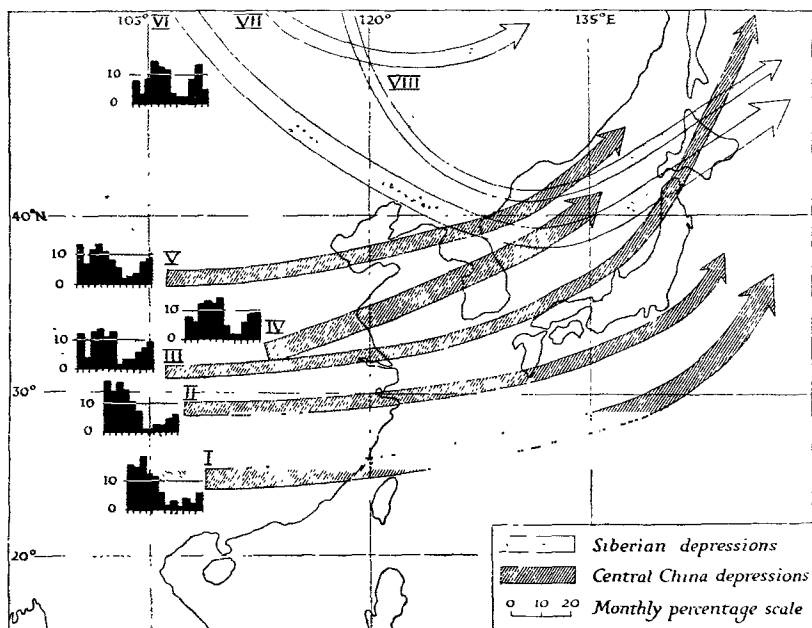 105° VI VII 120° 135°E
VIII
10
0
40°N
10
0
V
10
0
IV
10
0
III
30°
10
0
II
10
0
I
20°
Siberian depressions
Central China depressions
0 10 20 Monthly percentage scale